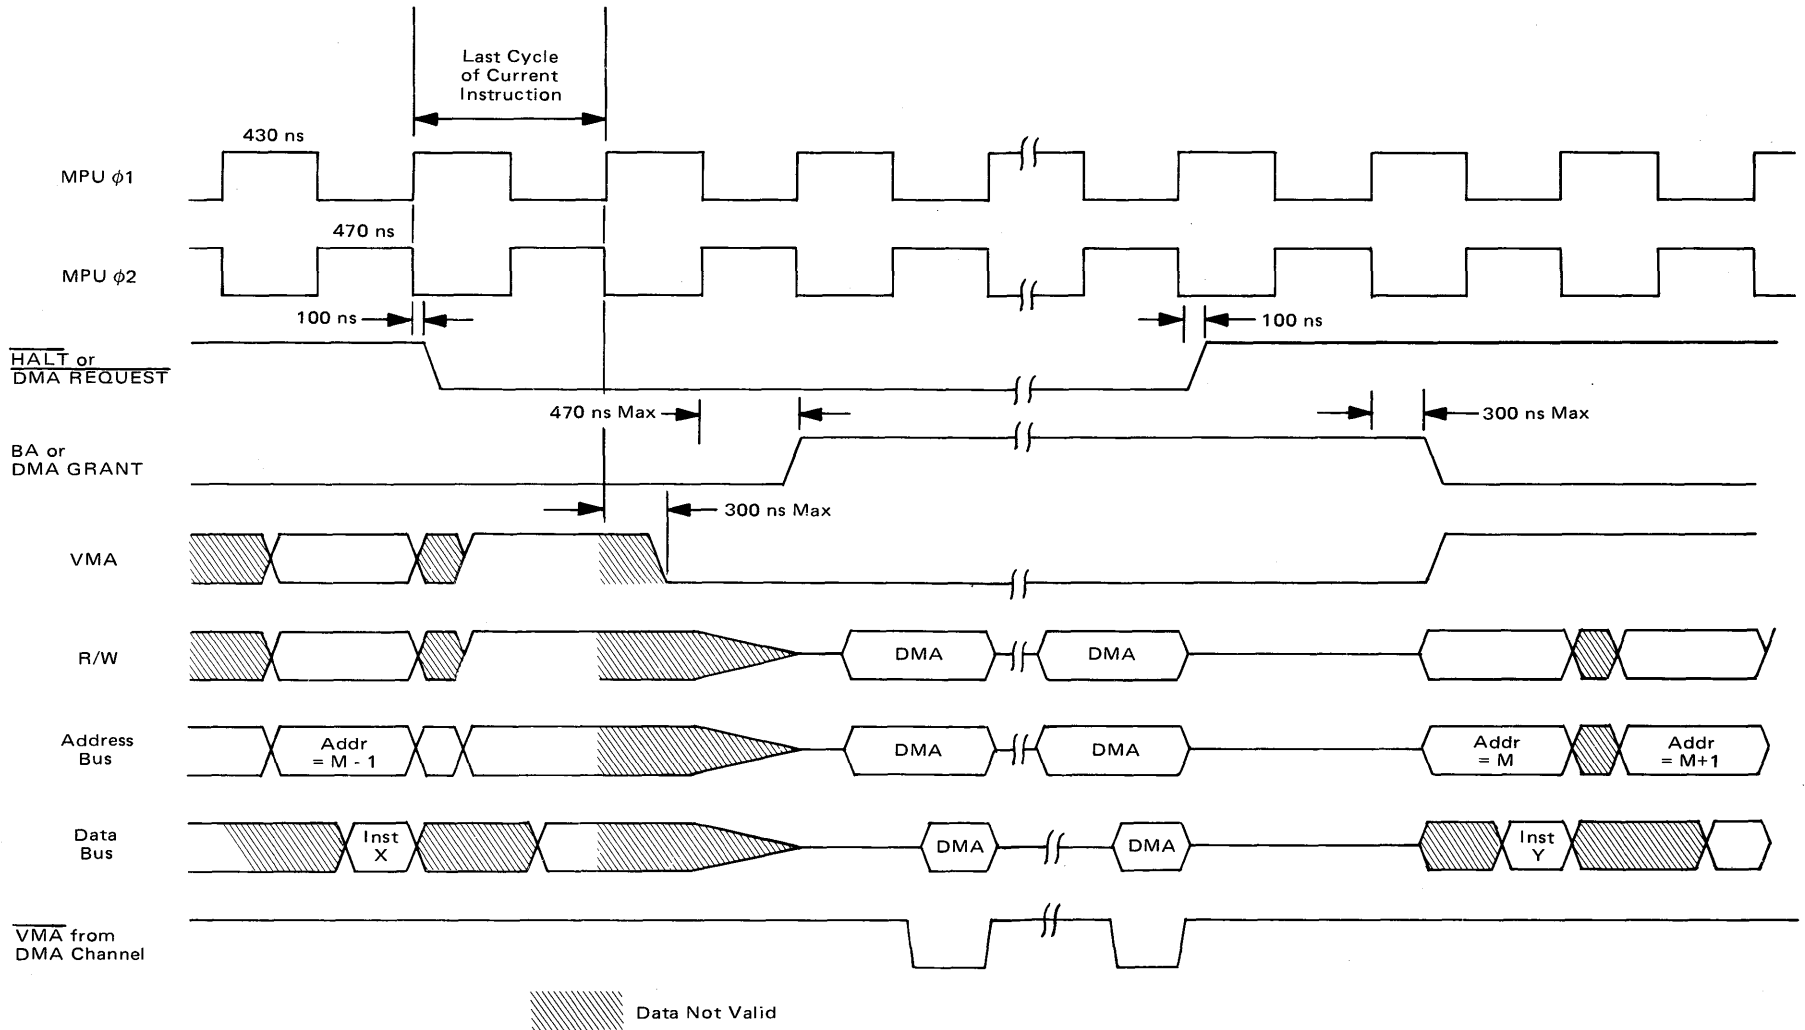 Last Cycle
of Current
Instruction
430 ns
MPU ϕ1
470 ns
MPU ϕ2
100 ns
100 ns
HALT or
DMA REQUEST
470 ns Max
300 ns Max
BA or
DMA GRANT
300 ns Max
VMA
R/W
DMA
DMA
Address
Bus
Addr
= M - 1
DMA
DMA
Addr
= M
Addr
= M+1
Data
Bus
Inst
X
DMA
DMA
Inst
Y
VMA from
DMA Channel
Data Not Valid